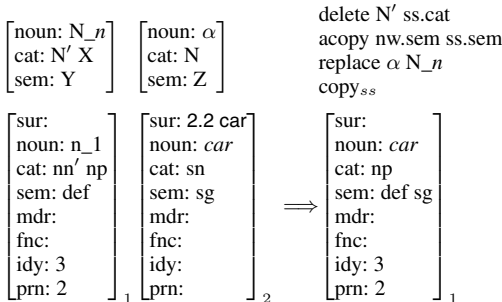 delete N′ ss.cat
[noun: N_n] [noun: α] acopy nw.sem ss.sem
[cat: N′ X] [cat: N] replace α N_n
[sem: Y] [sem: Z] copyss
[sur: ] [sur: 2.2 car ] [sur: ]
[noun: n_1] [noun: car] [noun: car]
[cat: nn′ np] [cat: sn] [cat: np]
[sem: def] [sem: sg] ⟹ [sem: def sg]
[mdr: ] [mdr: ] [mdr: ]
[fnc: ] [fnc: ] [fnc: ]
[idy: 3] [idy: ] [idy: 3]
[prn: 2]1 [prn: ]2 [prn: 2]1